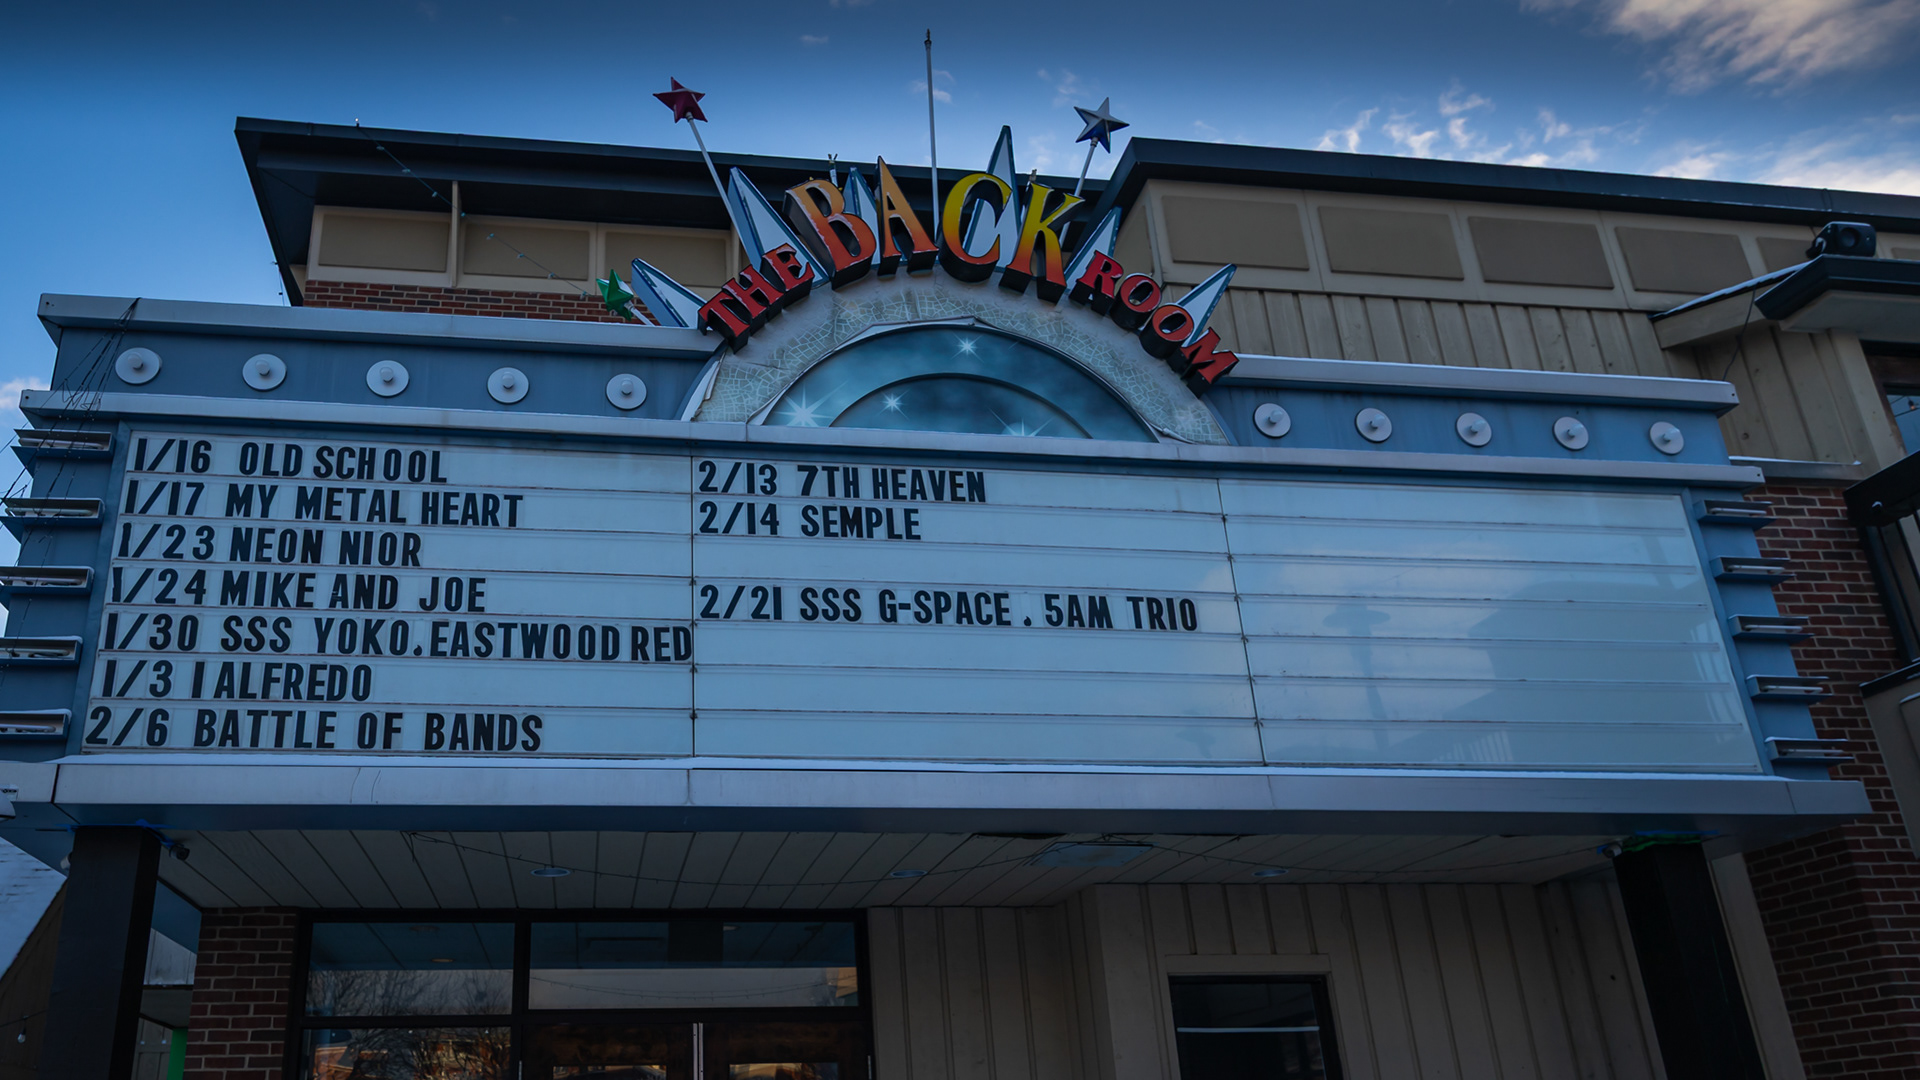 THE BACK ROOM
1/16 OLD SCHOOL
1/17 MY METAL HEART
1/23 NEON NIOR
1/24 MIKE AND JOE
1/30 SSS YOKO.EASTWOOD RED
1/3 1 ALFREDO
2/6 BATTLE OF BANDS
2/13 7TH HEAVEN
2/14 SEMPLE
2/21 SSS G-SPACE . 5AM TRIO